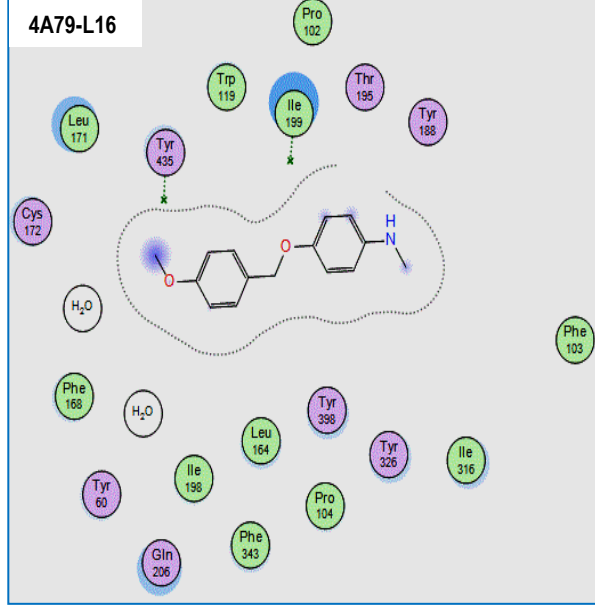 4A79-L16
Pro
102
Trp
119
Ile
199
Thr
195
Tyr
188
Leu
171
Tyr
435
Cys
172
H
N
O
O
H₂O
Phe
103
Phe
168
H₂O
Tyr
398
Leu
164
Tyr
326
Ile
316
Ile
198
Tyr
60
Pro
104
Phe
343
Gln
206